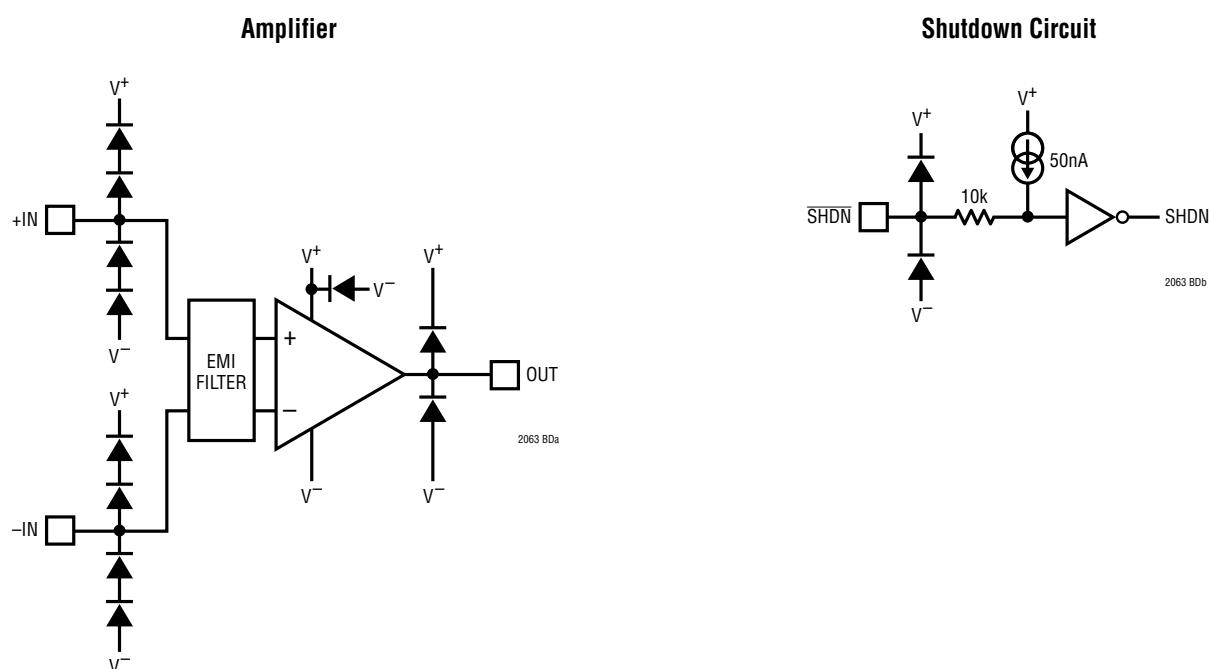 Amplifier
V+
+IN
V−
V+
−IN
V−
EMI
FILTER
+
−
V+
V−
V−
V+
OUT
V−
2063 BDa
Shutdown Circuit
V+
V+
50nA
10k
SHDN
SHDN
V−
2063 BDb